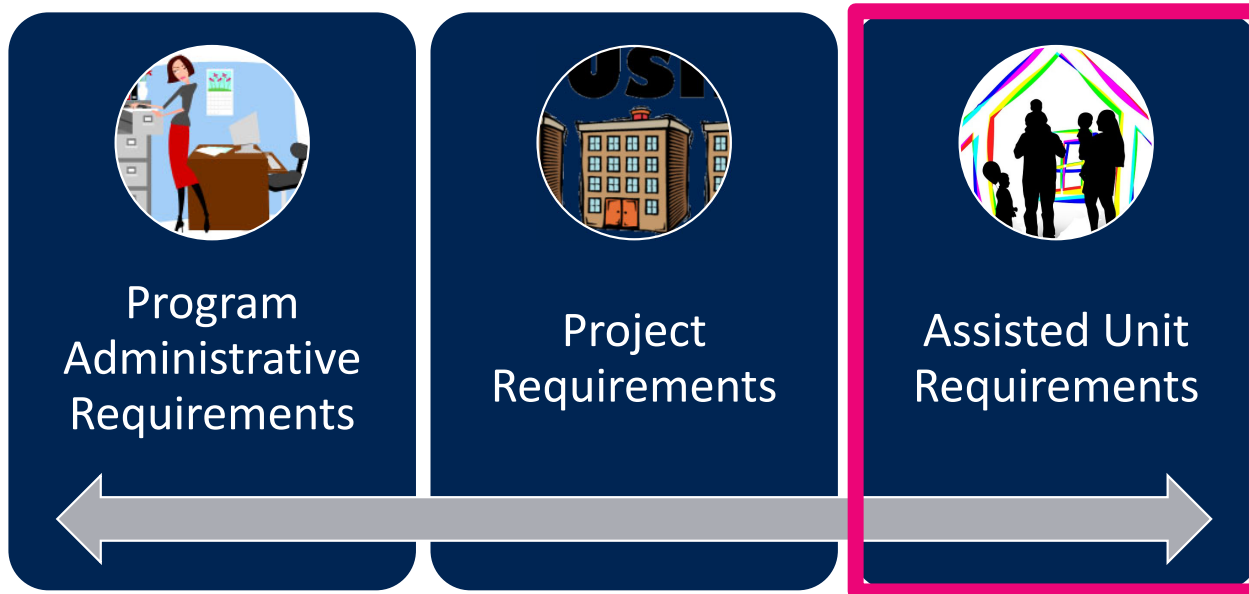 Program
Administrative
Requirements
Project
Requirements
Assisted Unit
Requirements